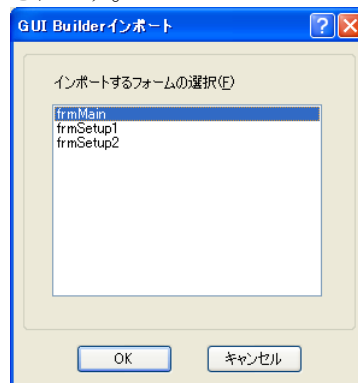 GUI Builderインポート
インポートするフォームの選択(F)
frmMain
frmSetup1
frmSetup2
OK
キャンセル